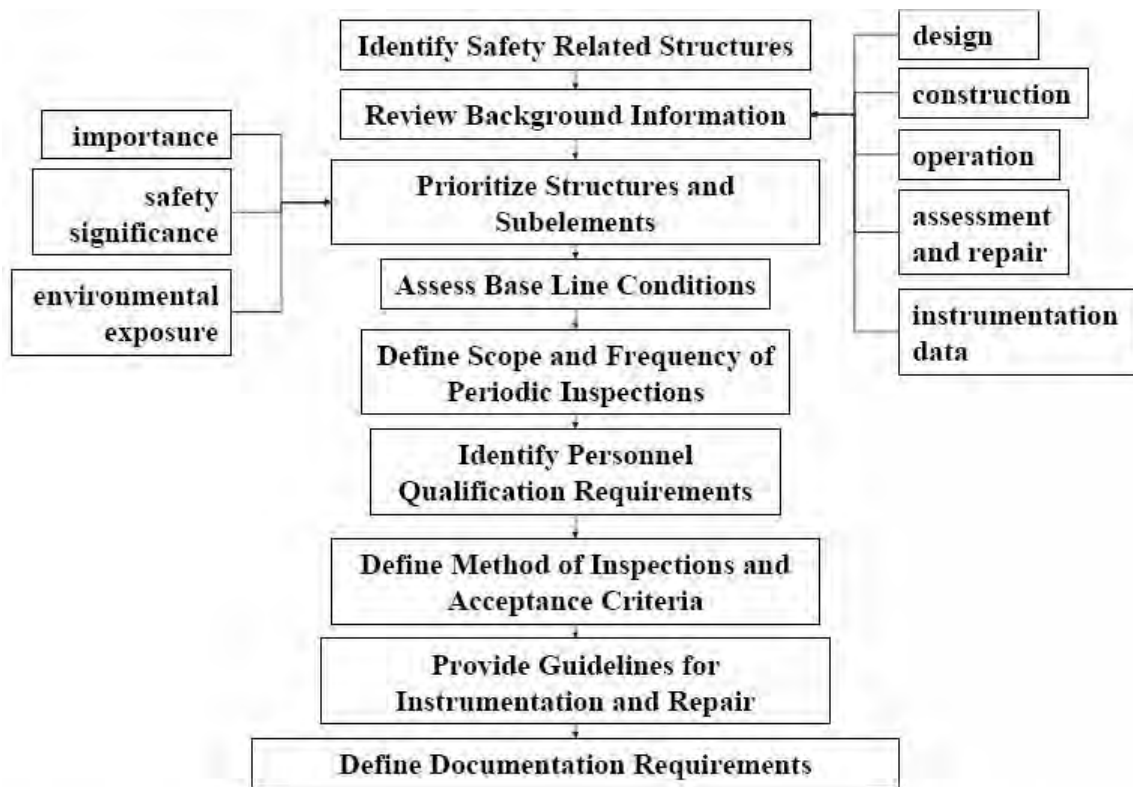 Identify Safety Related Structures
Review Background Information
Prioritize Structures and
Subelements
Assess Base Line Conditions
Define Scope and Frequency of
Periodic Inspections
Identify Personnel
Qualification Requirements
Define Method of Inspections and
Acceptance Criteria
Provide Guidelines for
Instrumentation and Repair
Define Documentation Requirements
importance
safety
significance
environmental
exposure
design
construction
operation
assessment
and repair
instrumentation
data